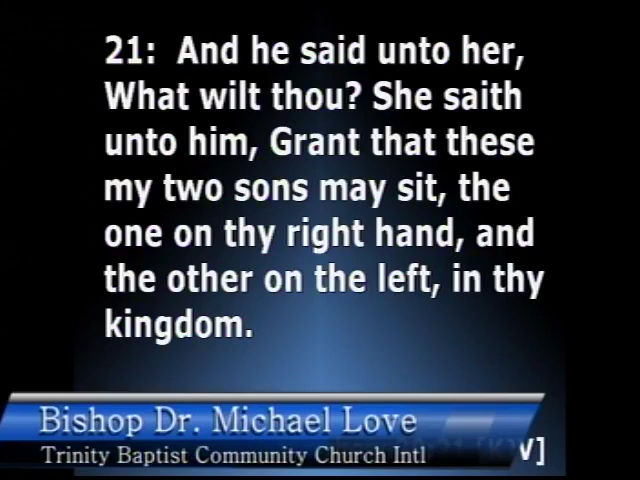 21: And he said unto her,
What wilt thou? She saith
unto him, Grant that these
my two sons may sit, the
one on thy right hand, and
the other on the left, in thy
kingdom.
Bishop Dr. Michael Love
Trinity Baptist Community Church Intl